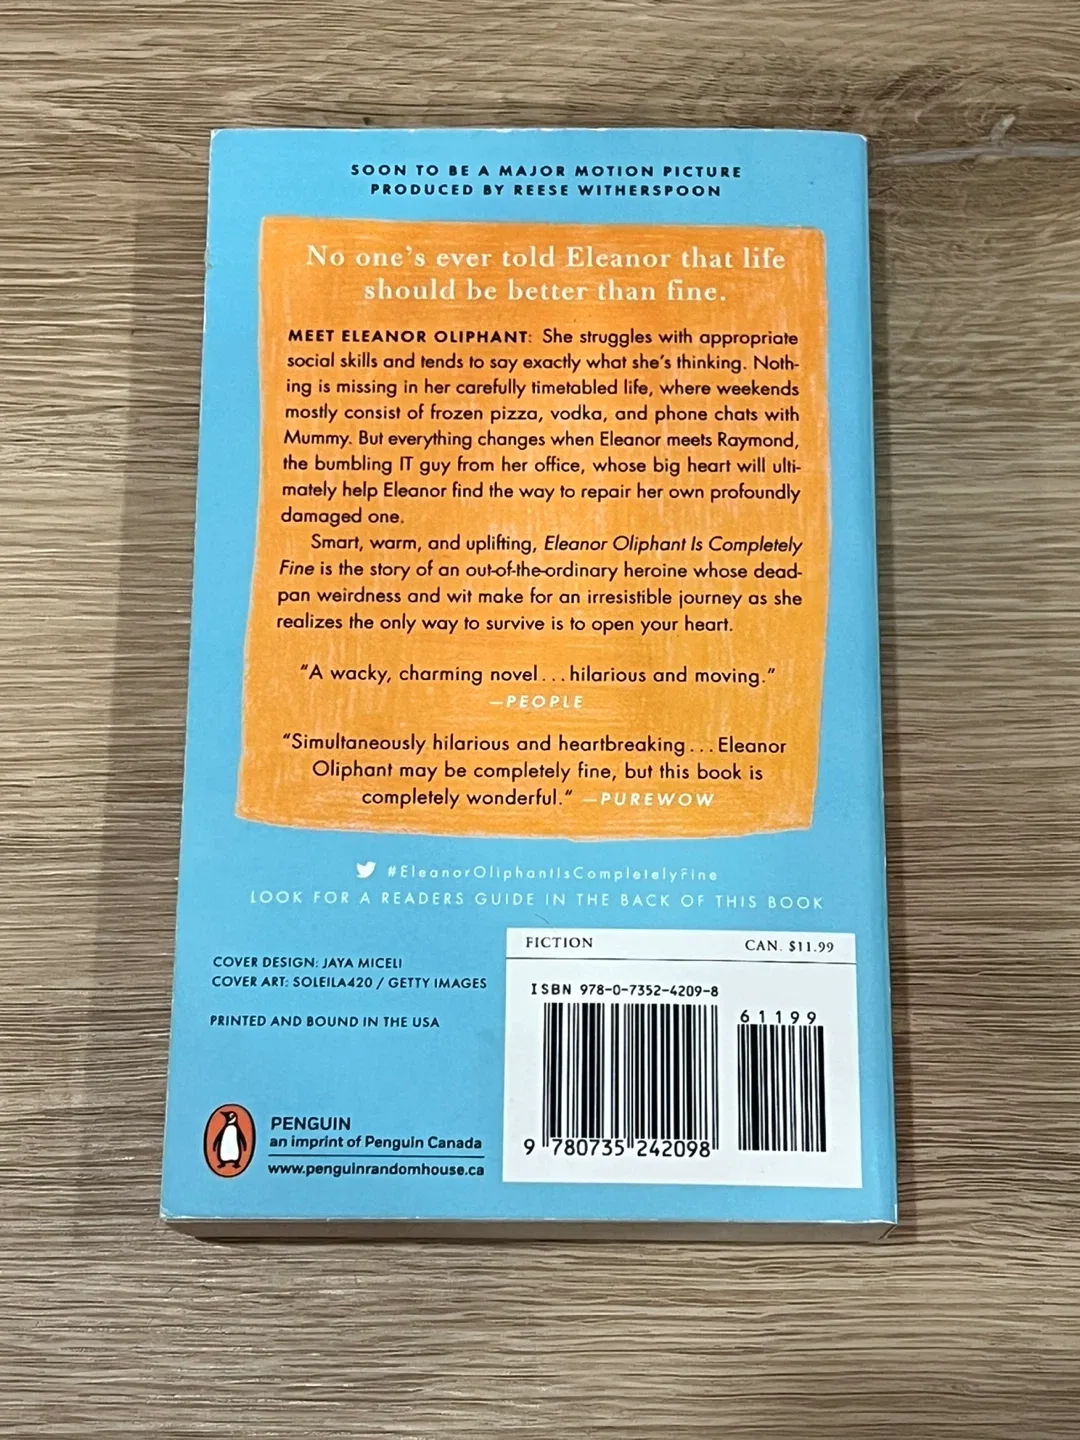 SOON TO BE A MAJOR MOTION PICTURE
PRODUCED BY REESE WITHERSPOON
No one's ever told Eleanor that life
should be better than fine.
MEET ELEANOR OLIPHANT: She struggles with appropriate
social skills and tends to say exactly what she's thinking. Noth-
ing is missing in her carefully timetabled life, where weekends
mostly consist of frozen pizza, vodka, and phone chats with
Mummy. But everything changes when Eleanor meets Raymond,
the bumbling IT guy from her office, whose big heart will ulti-
mately help Eleanor find the way to repair her own profoundly
damaged one.
Smart, warm, and uplifting, Eleanor Oliphant Is Completely
Fine is the story of an out-of-the-ordinary heroine whose dead-
pan weirdness and wit make for an irresistible journey as she
realizes the only way to survive is to open your heart.
"A wacky, charming novel...hilarious and moving."
—PEOPLE
"Simultaneously hilarious and heartbreaking...Eleanor
Oliphant may be completely fine, but this book is
completely wonderful." —PUREWOW
#EleanorOliphantIsCompletelyFine
LOOK FOR A READERS GUIDE IN THE BACK OF THIS BOOK
COVER DESIGN: JAYA MICELI
COVER ART: SOLEILA420 / GETTY IMAGES
PRINTED AND BOUND IN THE USA
PENGUIN
an imprint of Penguin Canada
www.penguinrandomhouse.ca
FICTION CAN. $11.99
ISBN 978-0-7352-4209-8
61199
9 780735 242098